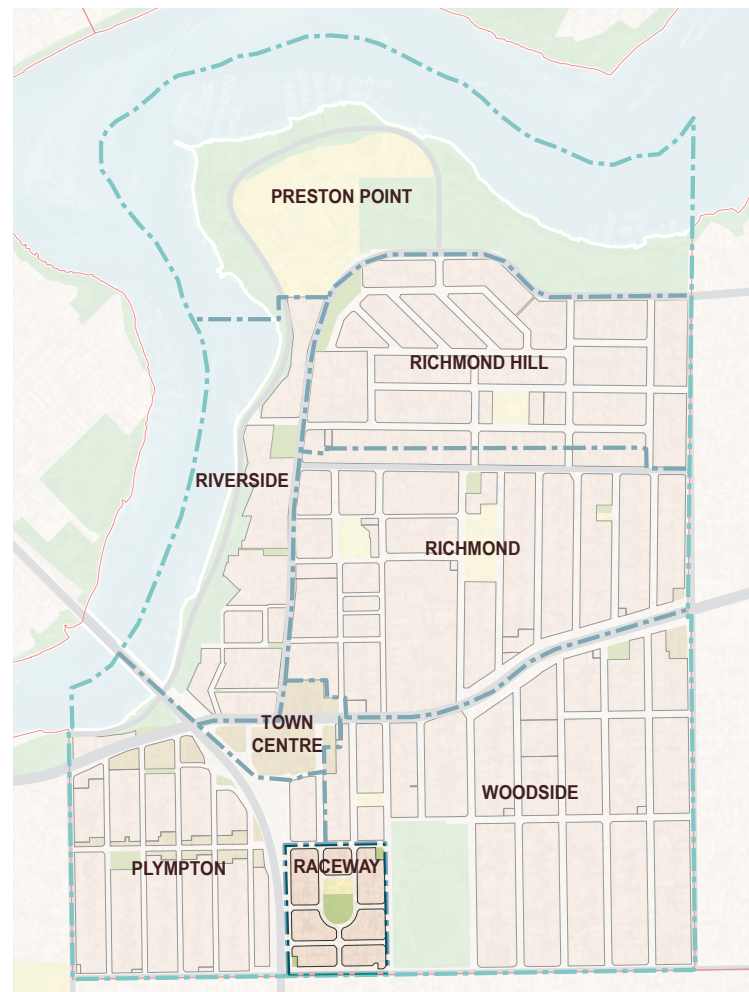 PRESTON POINT
RICHMOND HILL
RIVERSIDE
RICHMOND
TOWN
CENTRE
WOODSIDE
PLYMPTON
RACEWAY